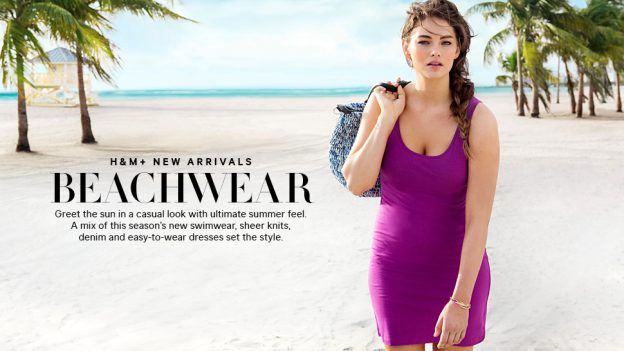 H&M+ NEW ARRIVALS
BEACHWEAR
Greet the sun in a casual look with ultimate summer feel.
A mix of this season's new swimwear, sheer knits,
denim and easy-to-wear dresses set the style.